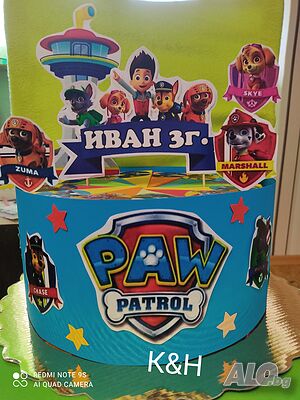 SKYE
ИВАН 3г.
ZUMA
MARSHALL
PAW
PATROL
CHASE
K&H
REDMI NOTE 9S
AI QUAD CAMERA
ALO.bg